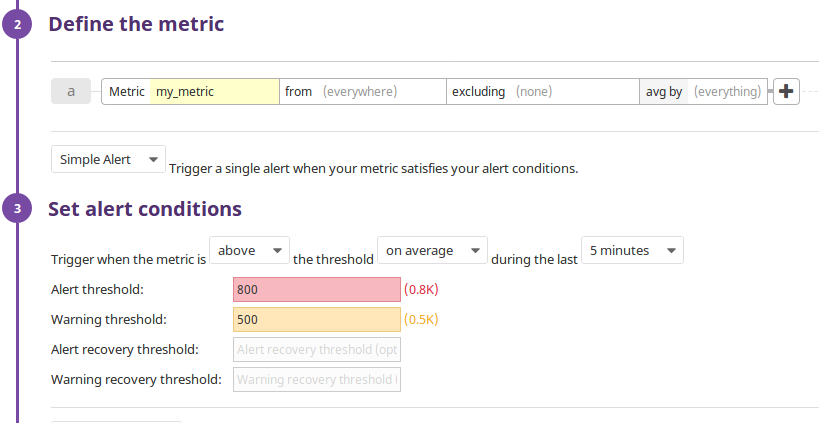 2 Define the metric
a Metric my_metric from (everywhere) excluding (none) avg by (everything)
Simple Alert Trigger a single alert when your metric satisfies your alert conditions.
3 Set alert conditions
Trigger when the metric is above the threshold on average during the last 5 minutes
Alert threshold: 800 (0.8K)
Warning threshold: 500 (0.5K)
Alert recovery threshold: Alert recovery threshold (opt
Warning recovery threshold: Warning recovery threshold (